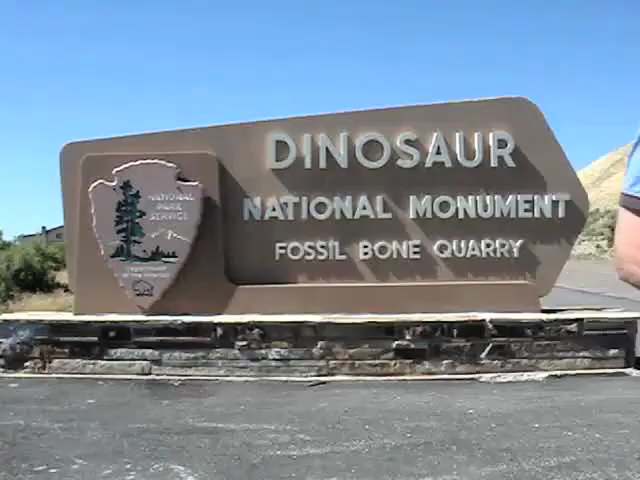 DINOSAUR
NATIONAL MONUMENT
FOSSIL BONE QUARRY
NATIONAL
PARK
SERVICE